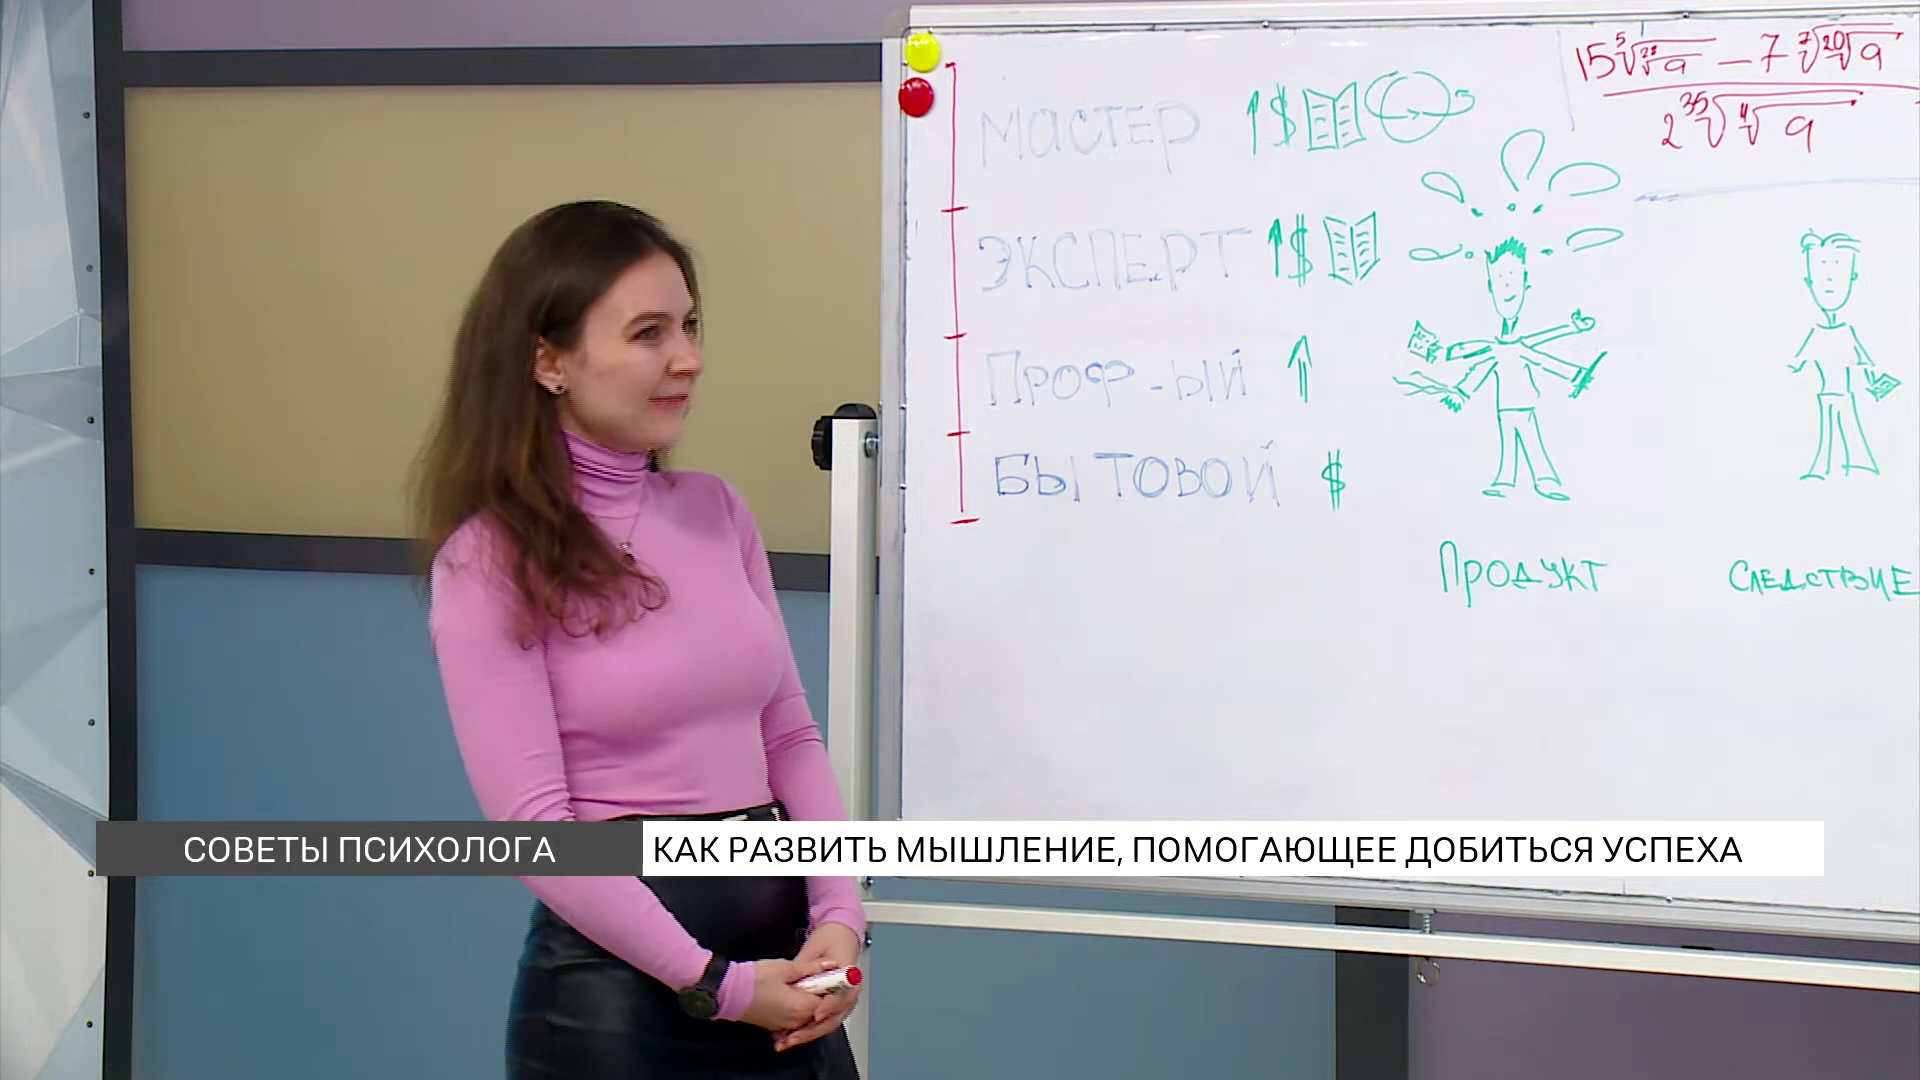 МАСТЕР $
ЭКСПЕРТ $
ПРОФ-ЫЙ
БЫТОВОЙ $
ПРОДУКТ
СЛЕДСТВИЕ
СОВЕТЫ ПСИХОЛОГА
КАК РАЗВИТЬ МЫШЛЕНИЕ, ПОМОГАЮЩЕЕ ДОБИТЬСЯ УСПЕХА